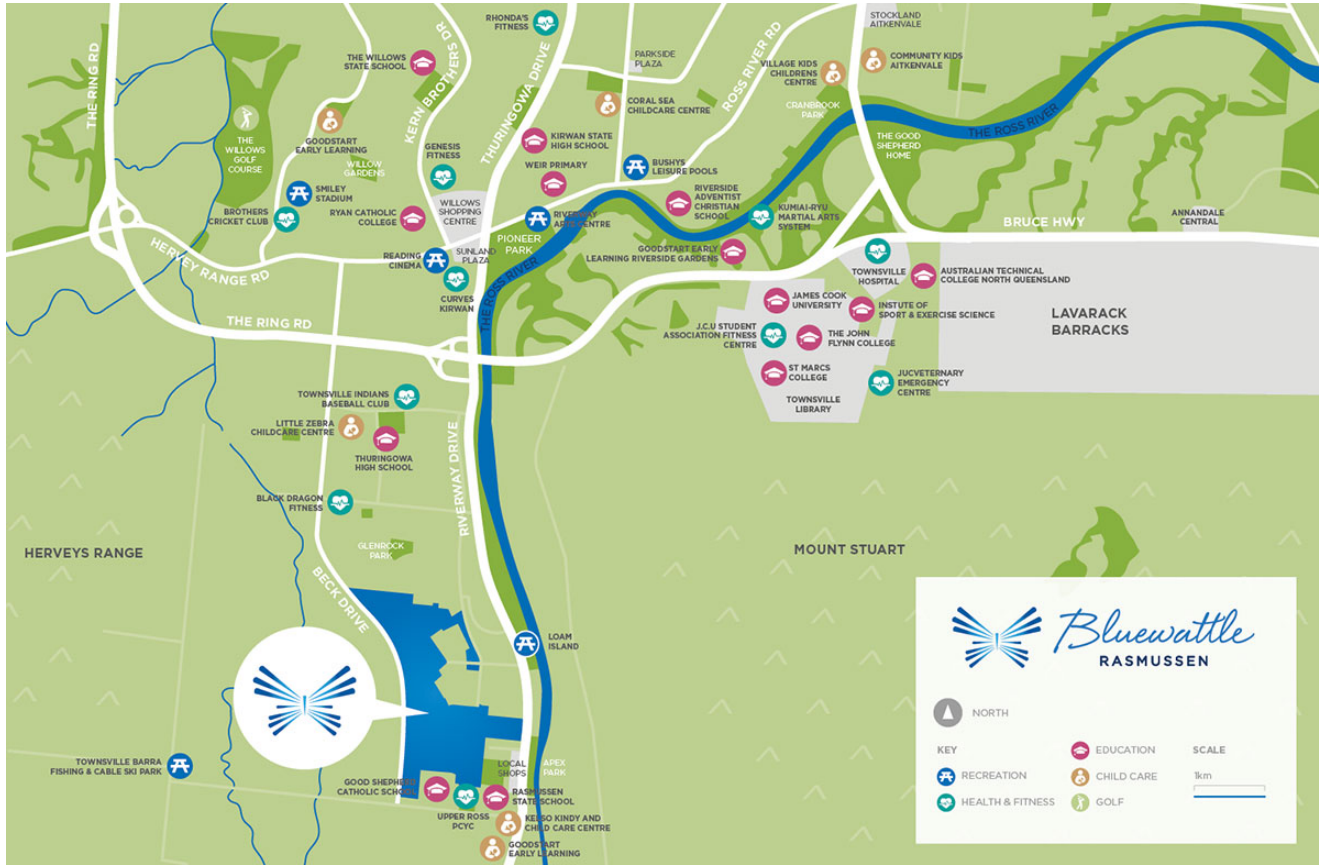 RHONDA'S
FITNESS
STOCKLAND
AITKENVALE
THE RING RD
THE WILLOWS
STATE SCHOOL
KERN BROTHERS DR
THURINGOWA DRIVE
PARKSIDE
PLAZA
ROSS RIVER RD
VILLAGE KIDS
CHILDRENS
CENTRE
COMMUNITY KIDS
AITKENVALE
CORAL SEA
CHILDCARE CENTRE
CRANBROOK
PARK
THE ROSS RIVER
THE
WILLOWS
GOLF
COURSE
GOODSTART
EARLY LEARNING
WILLOW
GARDENS
GENESIS
FITNESS
KIRWAN STATE
HIGH SCHOOL
WEIR PRIMARY
BUSHYS
LEISURE POOLS
THE GOOD
SHEPHERD
HOME
SMILEY
STADIUM
BROTHERS
CRICKET CLUB
RYAN CATHOLIC
COLLEGE
WILLOWS
SHOPPING
CENTRE
RIVERWAY
ARTS CENTRE
RIVERSIDE
ADVENTIST
CHRISTIAN
SCHOOL
KUMIAI-RYU
MARTIAL ARTS
SYSTEM
ANNANDALE
CENTRAL
BRUCE HWY
HERVEY RANGE RD
READING
CINEMA
SUNLAND
PLAZA
PIONEER
PARK
GOODSTART EARLY
LEARNING RIVERSIDE GARDENS
CURVES
KIRWAN
THE ROSS RIVER
TOWNSVILLE
HOSPITAL
AUSTRALIAN TECHNICAL
COLLEGE NORTH QUEENSLAND
THE RING RD
JAMES COOK
UNIVERSITY
INSTUTE OF
SPORT & EXERCISE SCIENCE
LAVARACK
BARRACKS
J.C.U STUDENT
ASSOCIATION FITNESS
CENTRE
THE JOHN
FLYNN COLLEGE
ST MARCS
COLLEGE
JUCVETERNARY
EMERGENCY
CENTRE
TOWNSVILLE
LIBRARY
TOWNSVILLE INDIANS
BASEBALL CLUB
LITTLE ZEBRA
CHILDCARE CENTRE
THURINGOWA
HIGH SCHOOL
RIVERWAY DRIVE
BLACK DRAGON
FITNESS
GLENROCK
PARK
HERVEYS RANGE
MOUNT STUART
BECK DRIVE
LOAM
ISLAND
TOWNSVILLE BARRA
FISHING & CABLE SKI PARK
LOCAL
SHOPS
APEX
PARK
GOOD SHEPHERD
CATHOLIC SCHOOL
UPPER ROSS
PCYC
RASMUSSEN
STATE SCHOOL
KELSO KINDY AND
CHILD CARE CENTRE
GOODSTART
EARLY LEARNING
Bluewattle
RASMUSSEN
NORTH
KEY
RECREATION
HEALTH & FITNESS
EDUCATION
CHILD CARE
GOLF
SCALE
1km